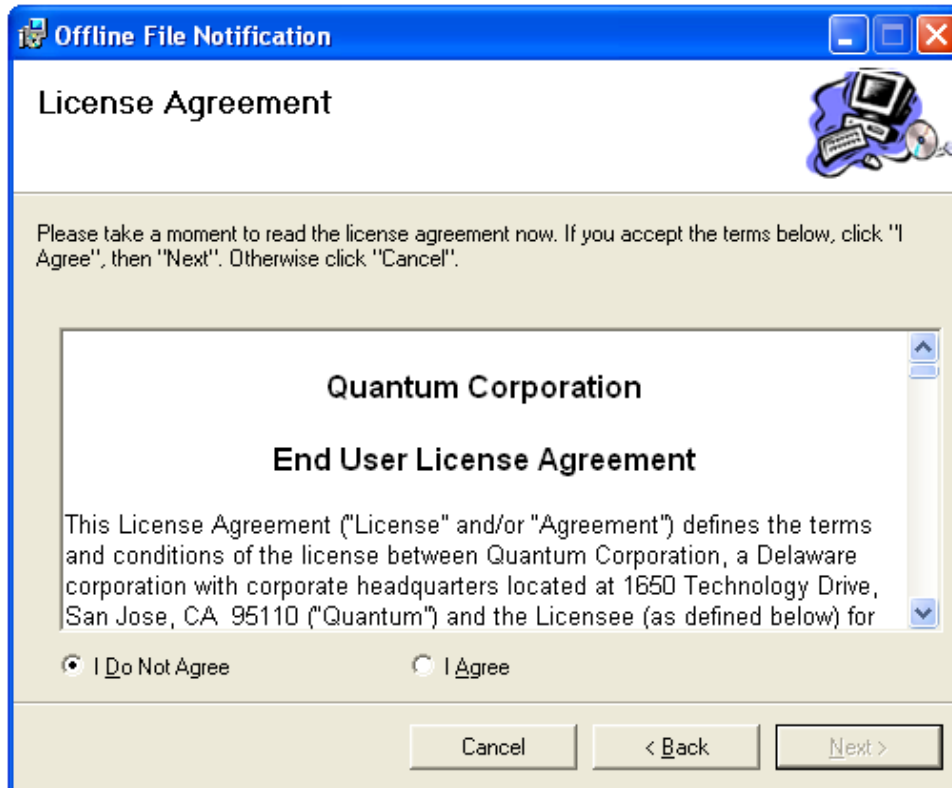 Offline File Notification
License Agreement
Please take a moment to read the license agreement now. If you accept the terms below, click "I
Agree", then "Next". Otherwise click "Cancel".
Quantum Corporation
End User License Agreement
This License Agreement ("License" and/or "Agreement") defines the terms
and conditions of the license between Quantum Corporation, a Delaware
corporation with corporate headquarters located at 1650 Technology Drive,
San Jose, CA  95110 ("Quantum") and the Licensee (as defined below) for
I Do Not Agree
I Agree
Cancel
< Back
Next >